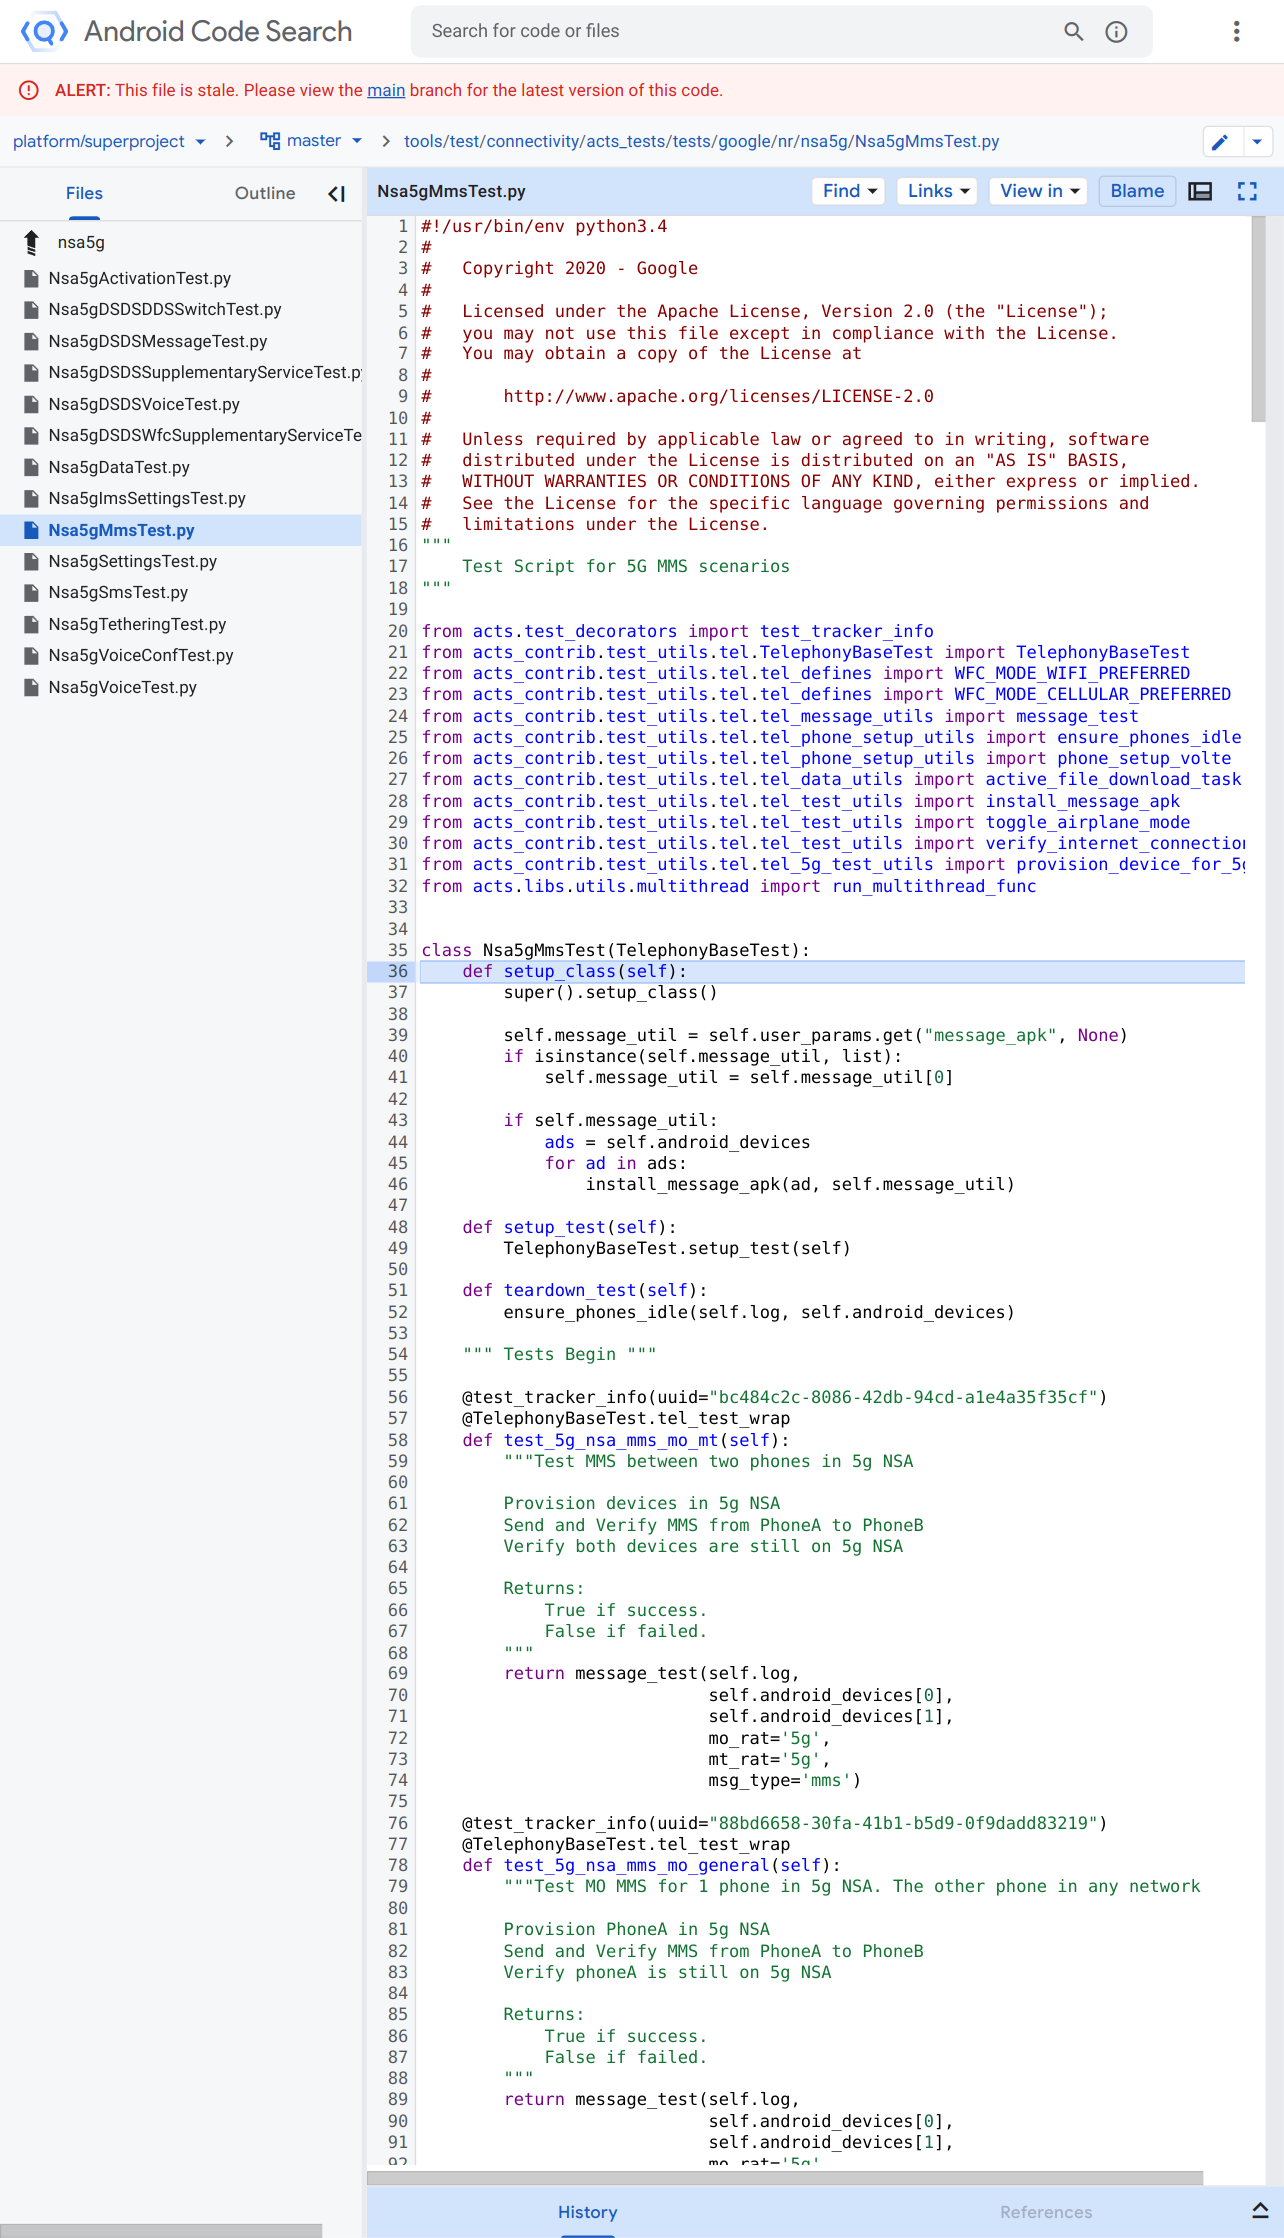 Android Code Search
Search for code or files
ALERT: This file is stale. Please view the main branch for the latest version of this code.
platform/superproject
master
tools/test/connectivity/acts_tests/tests/google/nr/nsa5g/Nsa5gMmsTest.py
Files
Outline
nsa5g
Nsa5gActivationTest.py
Nsa5gDSDSDDSSwitchTest.py
Nsa5gDSDSMessageTest.py
Nsa5gDSDSSupplementaryServiceTest.p
Nsa5gDSDSVoiceTest.py
Nsa5gDSDSWfcSupplementaryServiceTe
Nsa5gDataTest.py
Nsa5gImsSettingsTest.py
Nsa5gMmsTest.py
Nsa5gSettingsTest.py
Nsa5gSmsTest.py
Nsa5gTetheringTest.py
Nsa5gVoiceConfTest.py
Nsa5gVoiceTest.py
Nsa5gMmsTest.py
Find
Links
View in
Blame
1 #!/usr/bin/env python3.4
2 #
3 #   Copyright 2020 - Google
4 #
5 #   Licensed under the Apache License, Version 2.0 (the "License");
6 #   you may not use this file except in compliance with the License.
7 #   You may obtain a copy of the License at
8 #
9 #       http://www.apache.org/licenses/LICENSE-2.0
10 #
11 #   Unless required by applicable law or agreed to in writing, software
12 #   distributed under the License is distributed on an "AS IS" BASIS,
13 #   WITHOUT WARRANTIES OR CONDITIONS OF ANY KIND, either express or implied.
14 #   See the License for the specific language governing permissions and
15 #   limitations under the License.
16 """
17     Test Script for 5G MMS scenarios
18 """
19
20 from acts.test_decorators import test_tracker_info
21 from acts_contrib.test_utils.tel.TelephonyBaseTest import TelephonyBaseTest
22 from acts_contrib.test_utils.tel.tel_defines import WFC_MODE_WIFI_PREFERRED
23 from acts_contrib.test_utils.tel.tel_defines import WFC_MODE_CELLULAR_PREFERRED
24 from acts_contrib.test_utils.tel.tel_message_utils import message_test
25 from acts_contrib.test_utils.tel.tel_phone_setup_utils import ensure_phones_idle
26 from acts_contrib.test_utils.tel.tel_phone_setup_utils import phone_setup_volte
27 from acts_contrib.test_utils.tel.tel_data_utils import active_file_download_task
28 from acts_contrib.test_utils.tel.tel_test_utils import install_message_apk
29 from acts_contrib.test_utils.tel.tel_test_utils import toggle_airplane_mode
30 from acts_contrib.test_utils.tel.tel_test_utils import verify_internet_connection
31 from acts_contrib.test_utils.tel.tel_5g_test_utils import provision_device_for_5g
32 from acts.libs.utils.multithread import run_multithread_func
33
34
35 class Nsa5gMmsTest(TelephonyBaseTest):
36     def setup_class(self):
37         super().setup_class()
38
39         self.message_util = self.user_params.get("message_apk", None)
40         if isinstance(self.message_util, list):
41             self.message_util = self.message_util[0]
42
43         if self.message_util:
44             ads = self.android_devices
45             for ad in ads:
46                 install_message_apk(ad, self.message_util)
47
48     def setup_test(self):
49         TelephonyBaseTest.setup_test(self)
50
51     def teardown_test(self):
52         ensure_phones_idle(self.log, self.android_devices)
53
54     """ Tests Begin """
55
56     @test_tracker_info(uuid="bc484c2c-8086-42db-94cd-a1e4a35f35cf")
57     @TelephonyBaseTest.tel_test_wrap
58     def test_5g_nsa_mms_mo_mt(self):
59         """Test MMS between two phones in 5g NSA
60
61         Provision devices in 5g NSA
62         Send and Verify MMS from PhoneA to PhoneB
63         Verify both devices are still on 5g NSA
64
65         Returns:
66             True if success.
67             False if failed.
68         """
69         return message_test(self.log,
70                             self.android_devices[0],
71                             self.android_devices[1],
72                             mo_rat='5g',
73                             mt_rat='5g',
74                             msg_type='mms')
75
76     @test_tracker_info(uuid="88bd6658-30fa-41b1-b5d9-0f9dadd83219")
77     @TelephonyBaseTest.tel_test_wrap
78     def test_5g_nsa_mms_mo_general(self):
79         """Test MO MMS for 1 phone in 5g NSA. The other phone in any network
80
81         Provision PhoneA in 5g NSA
82         Send and Verify MMS from PhoneA to PhoneB
83         Verify phoneA is still on 5g NSA
84
85         Returns:
86             True if success.
87             False if failed.
88         """
89         return message_test(self.log,
90                             self.android_devices[0],
91                             self.android_devices[1],
92                             mo_rat='5g'
History
References